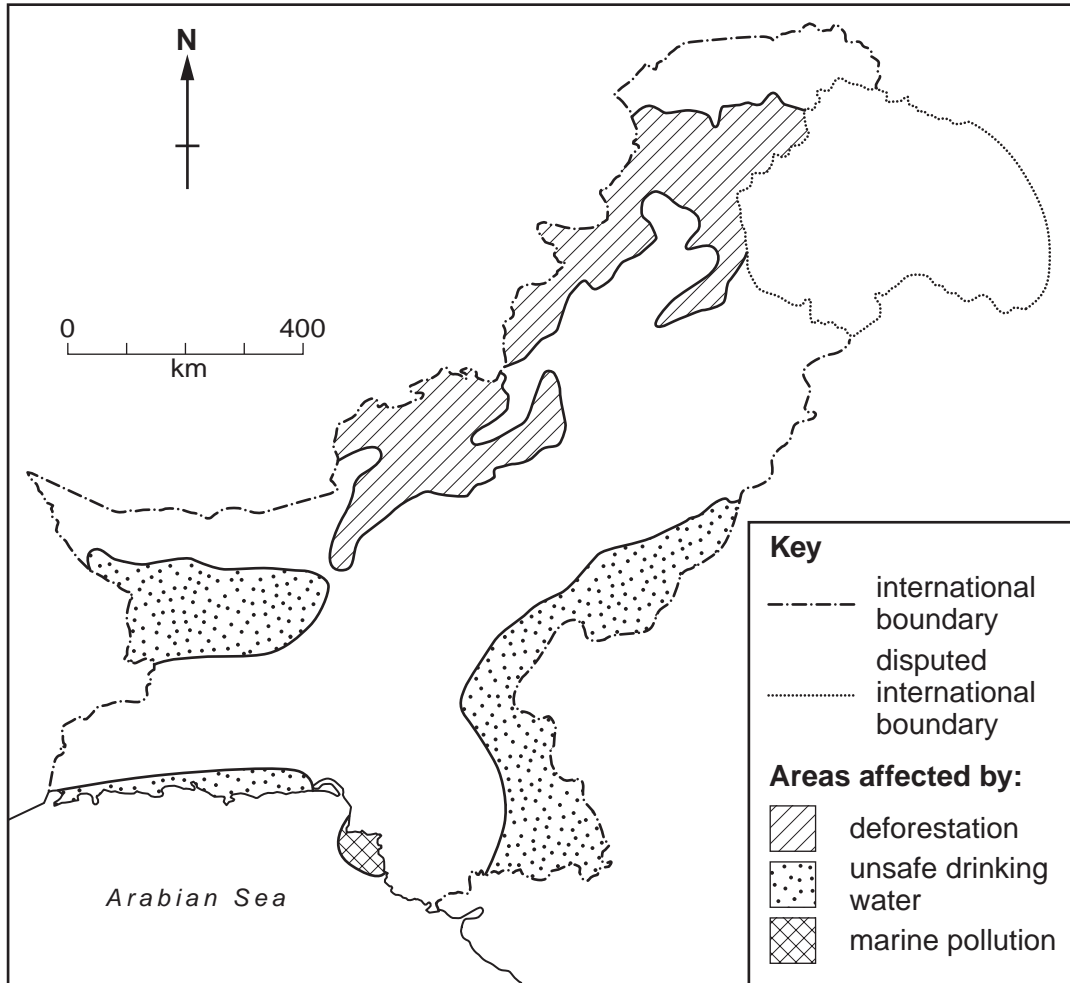 N
0 400
km
Arabian Sea
Key
international
boundary
disputed
international
boundary
Areas affected by:
deforestation
unsafe drinking
water
marine pollution